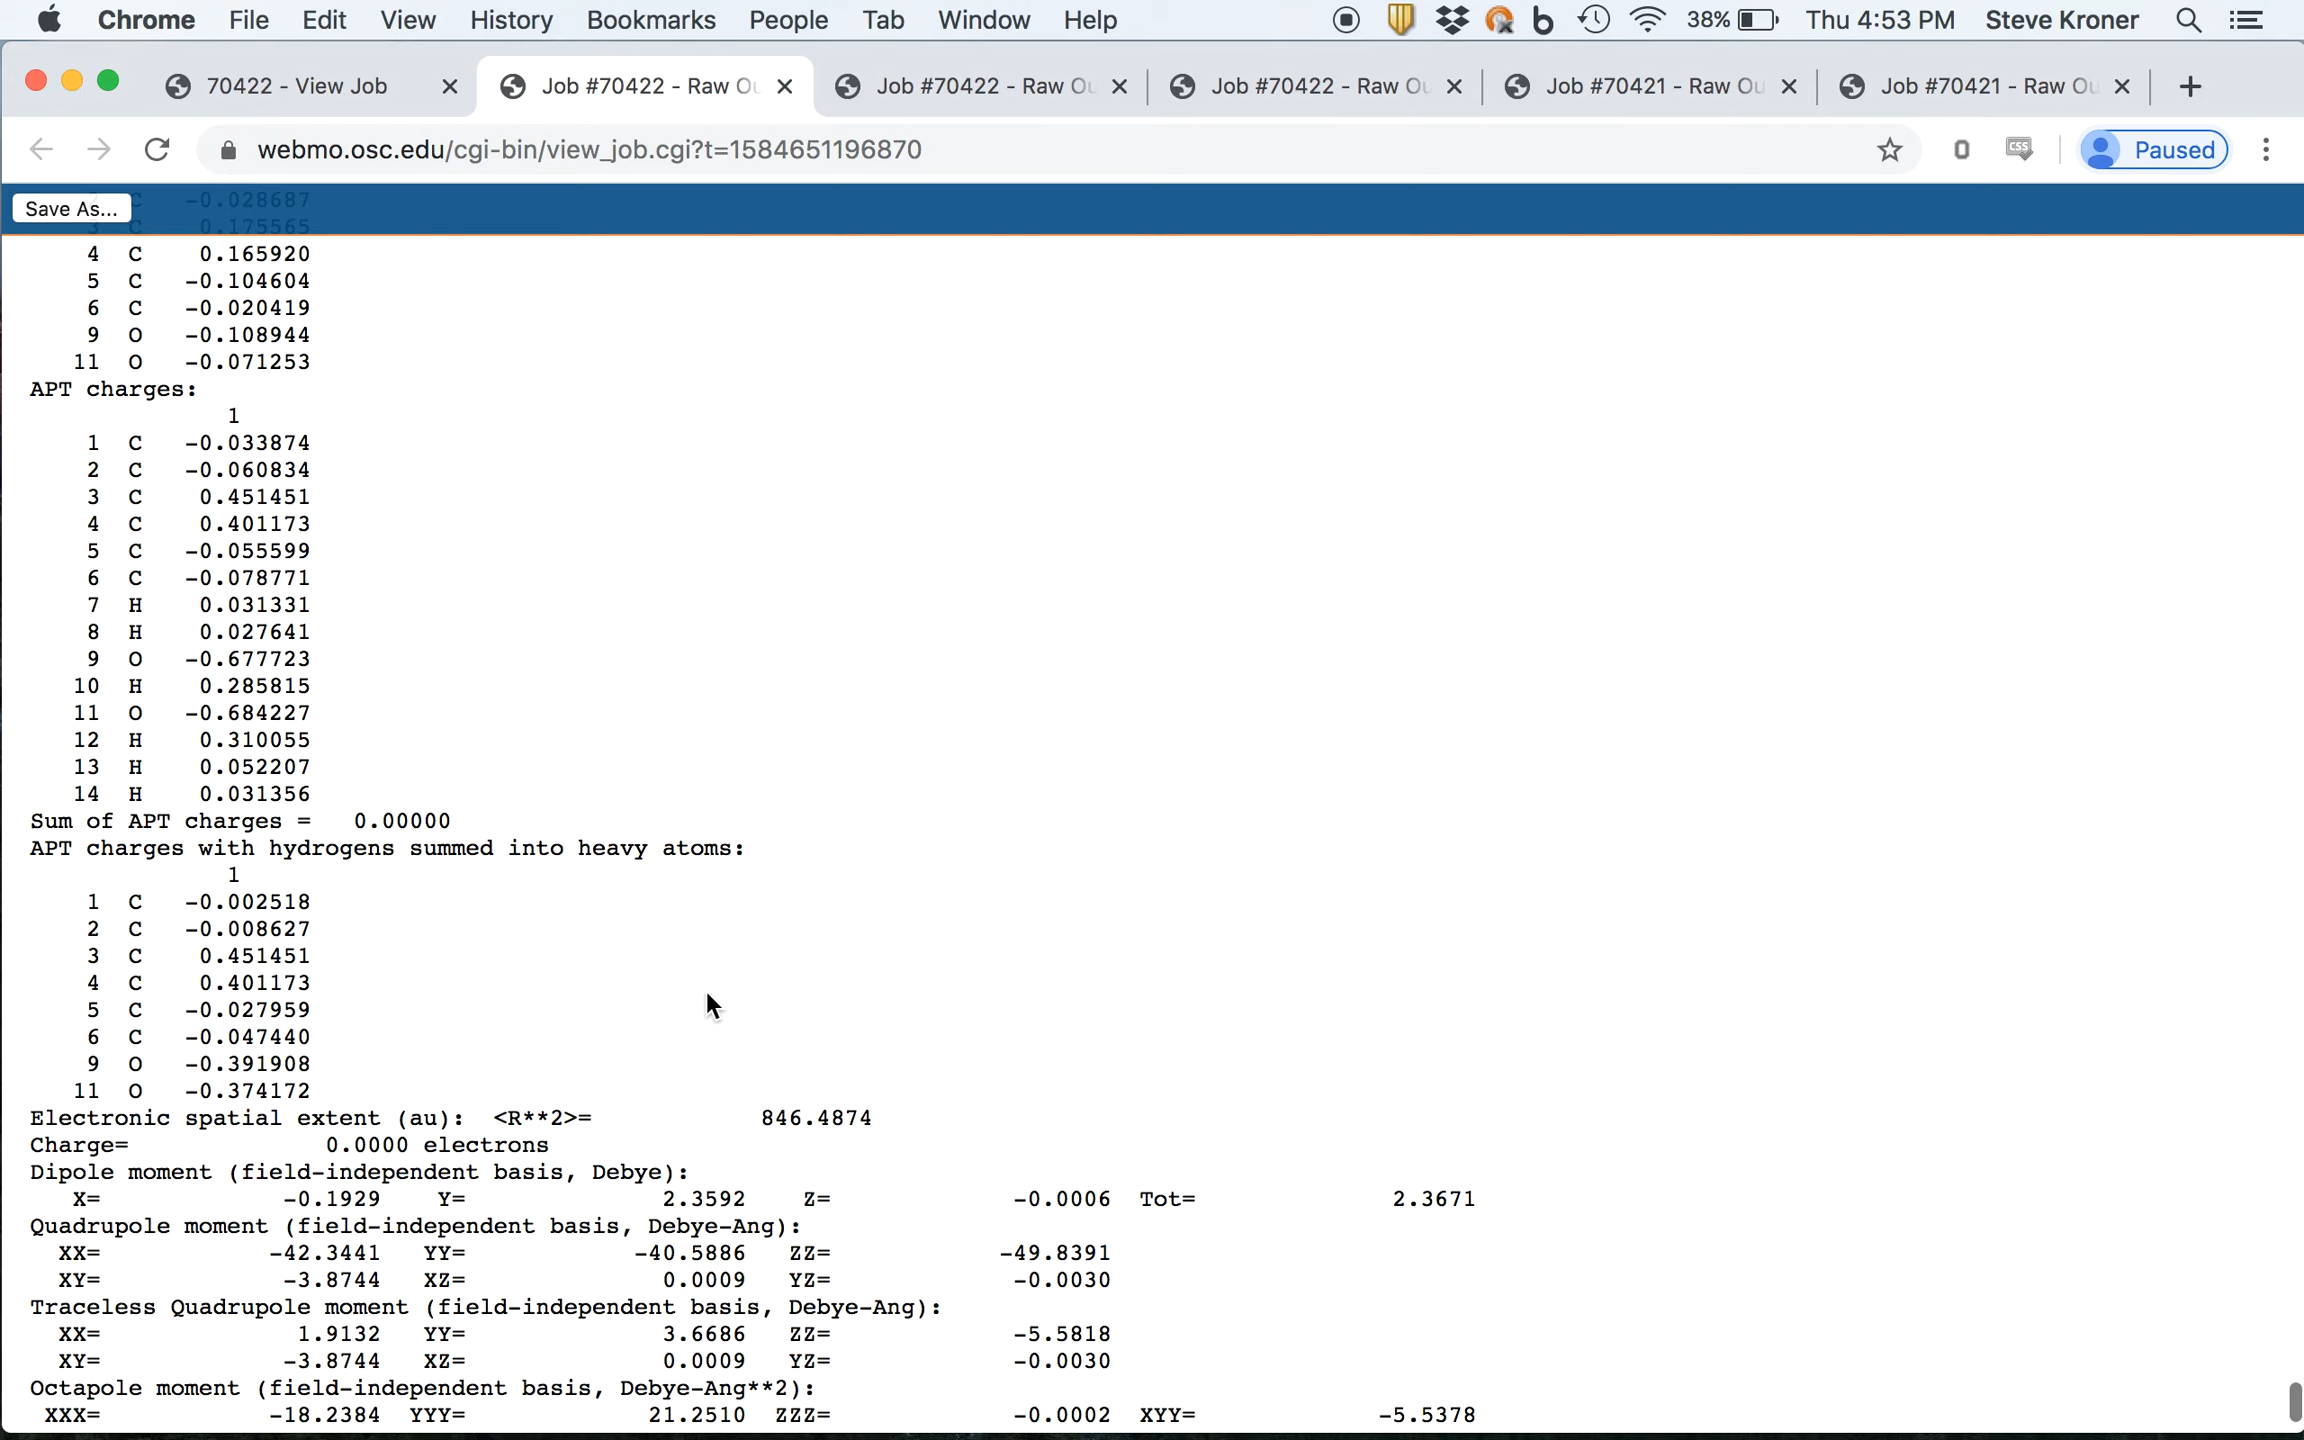 Chrome File Edit View History Bookmarks People Tab Window Help 38% Thu 4:53 PM Steve Kroner
70422 - View Job Job #70422 - Raw Ou Job #70422 - Raw Ou Job #70422 - Raw Ou Job #70421 - Raw Ou Job #70421 - Raw Ou
webmo.osc.edu/cgi-bin/view_job.cgi?t=1584651196870 Paused
C -0.028687
Save As...
3 C 0.175565
4 C 0.165920
5 C -0.104604
6 C -0.020419
9 O -0.108944
11 O -0.071253
APT charges:
1
1 C -0.033874
2 C -0.060834
3 C 0.451451
4 C 0.401173
5 C -0.055599
6 C -0.078771
7 H 0.031331
8 H 0.027641
9 O -0.677723
10 H 0.285815
11 O -0.684227
12 H 0.310055
13 H 0.052207
14 H 0.031356
Sum of APT charges = 0.00000
APT charges with hydrogens summed into heavy atoms:
1
1 C -0.002518
2 C -0.008627
3 C 0.451451
4 C 0.401173
5 C -0.027959
6 C -0.047440
9 O -0.391908
11 O -0.374172
Electronic spatial extent (au): <R**2>= 846.4874
Charge= 0.0000 electrons
Dipole moment (field-independent basis, Debye):
X= -0.1929 Y= 2.3592 Z= -0.0006 Tot= 2.3671
Quadrupole moment (field-independent basis, Debye-Ang):
XX= -42.3441 YY= -40.5886 ZZ= -49.8391
XY= -3.8744 XZ= 0.0009 YZ= -0.0030
Traceless Quadrupole moment (field-independent basis, Debye-Ang):
XX= 1.9132 YY= 3.6686 ZZ= -5.5818
XY= -3.8744 XZ= 0.0009 YZ= -0.0030
Octapole moment (field-independent basis, Debye-Ang**2):
XXX= -18.2384 YYY= 21.2510 ZZZ= -0.0002 XYY= -5.5378